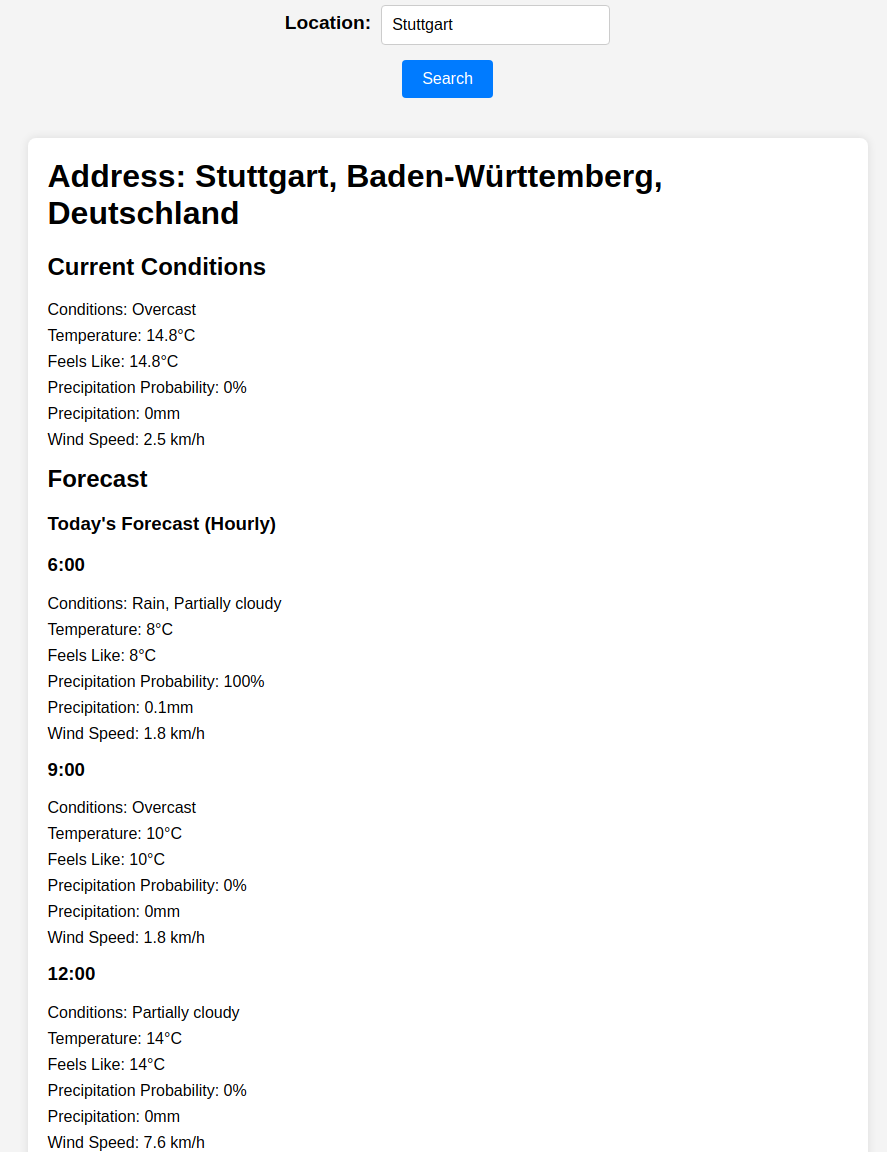 Location: Stuttgart
Search
Address: Stuttgart, Baden-Württemberg,
Deutschland
Current Conditions
Conditions: Overcast
Temperature: 14.8°C
Feels Like: 14.8°C
Precipitation Probability: 0%
Precipitation: 0mm
Wind Speed: 2.5 km/h
Forecast
Today's Forecast (Hourly)
6:00
Conditions: Rain, Partially cloudy
Temperature: 8°C
Feels Like: 8°C
Precipitation Probability: 100%
Precipitation: 0.1mm
Wind Speed: 1.8 km/h
9:00
Conditions: Overcast
Temperature: 10°C
Feels Like: 10°C
Precipitation Probability: 0%
Precipitation: 0mm
Wind Speed: 1.8 km/h
12:00
Conditions: Partially cloudy
Temperature: 14°C
Feels Like: 14°C
Precipitation Probability: 0%
Precipitation: 0mm
Wind Speed: 7.6 km/h